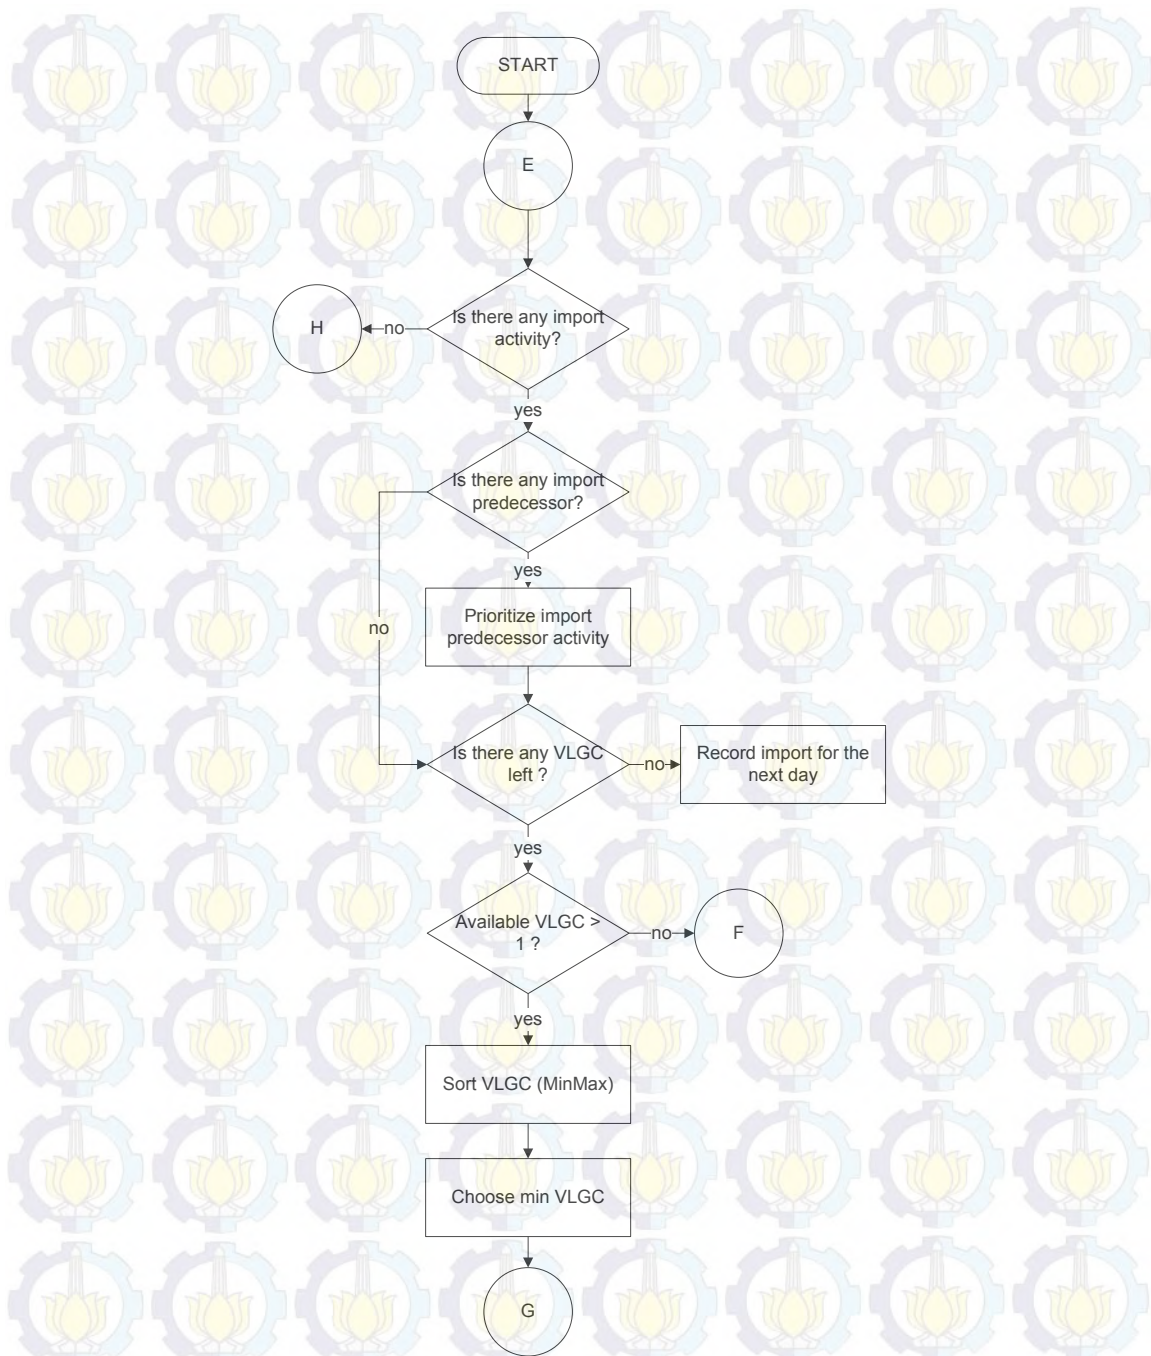 START
E
Is there any import
activity?
no
H
yes
Is there any import
predecessor?
yes
no
Prioritize import
predecessor activity
Is there any VLGC
left ?
no
Record import for the
next day
yes
Available VLGC >
1 ?
no
F
yes
Sort VLGC (MinMax)
Choose min VLGC
G